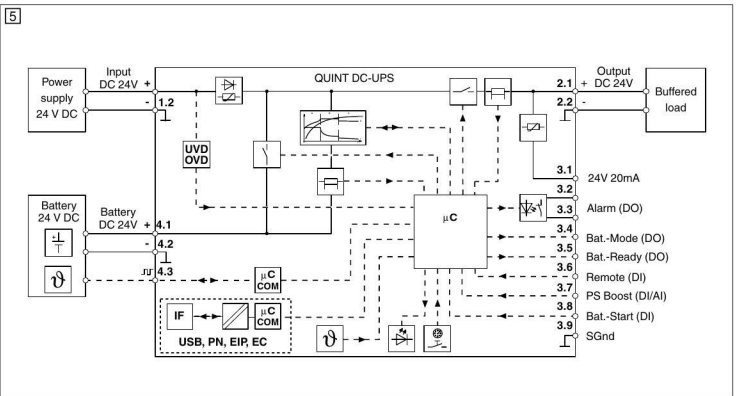 5
QUINT DC-UPS
Power
supply
24 V DC
Input
DC 24V +
- 1.2
UVD
OVD
Battery
24 V DC
Battery
DC 24V + 4.1
- 4.2
4.3
ϑ
µC
COM
IF
µC
COM
USB, PN, EIP, EC
ϑ
µC
Output
2.1 + DC 24V
2.2 -
Buffered
load
3.1
24V 20mA
3.2
3.3
Alarm (DO)
3.4
Bat.-Mode (DO)
3.5
Bat.-Ready (DO)
3.6
Remote (DI)
3.7
PS Boost (DI/AI)
3.8
Bat.-Start (DI)
3.9
SGnd